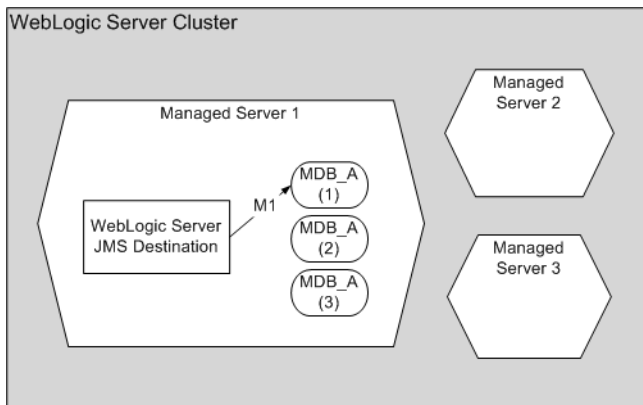 WebLogic Server Cluster
Managed Server 1
WebLogic Server
JMS Destination
M1
MDB_A
(1)
MDB_A
(2)
MDB_A
(3)
Managed
Server 2
Managed
Server 3